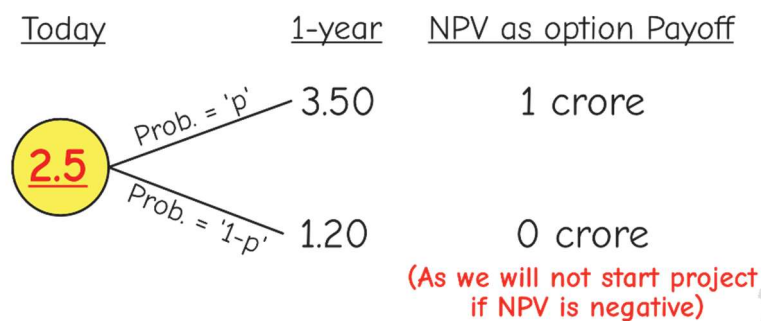 Today 1-year NPV as option Payoff
Prob. = 'p' 3.50 1 crore
2.5
Prob. = '1-p' 1.20 0 crore
(As we will not start project
if NPV is negative)